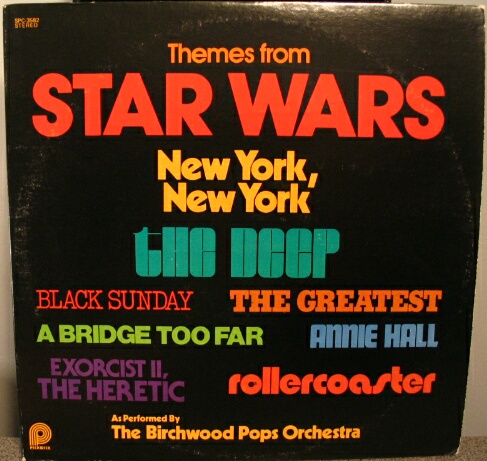 SPC-3582
STEREO
Themes from
STAR WARS
New York,
New York
the DEEP
BLACK SUNDAY
THE GREATEST
A BRIDGE TOO FAR
ANNIE HALL
EXORCIST II,
THE HERETIC
rollercoaster
As Performed By
The Birchwood Pops Orchestra
PICKWICK